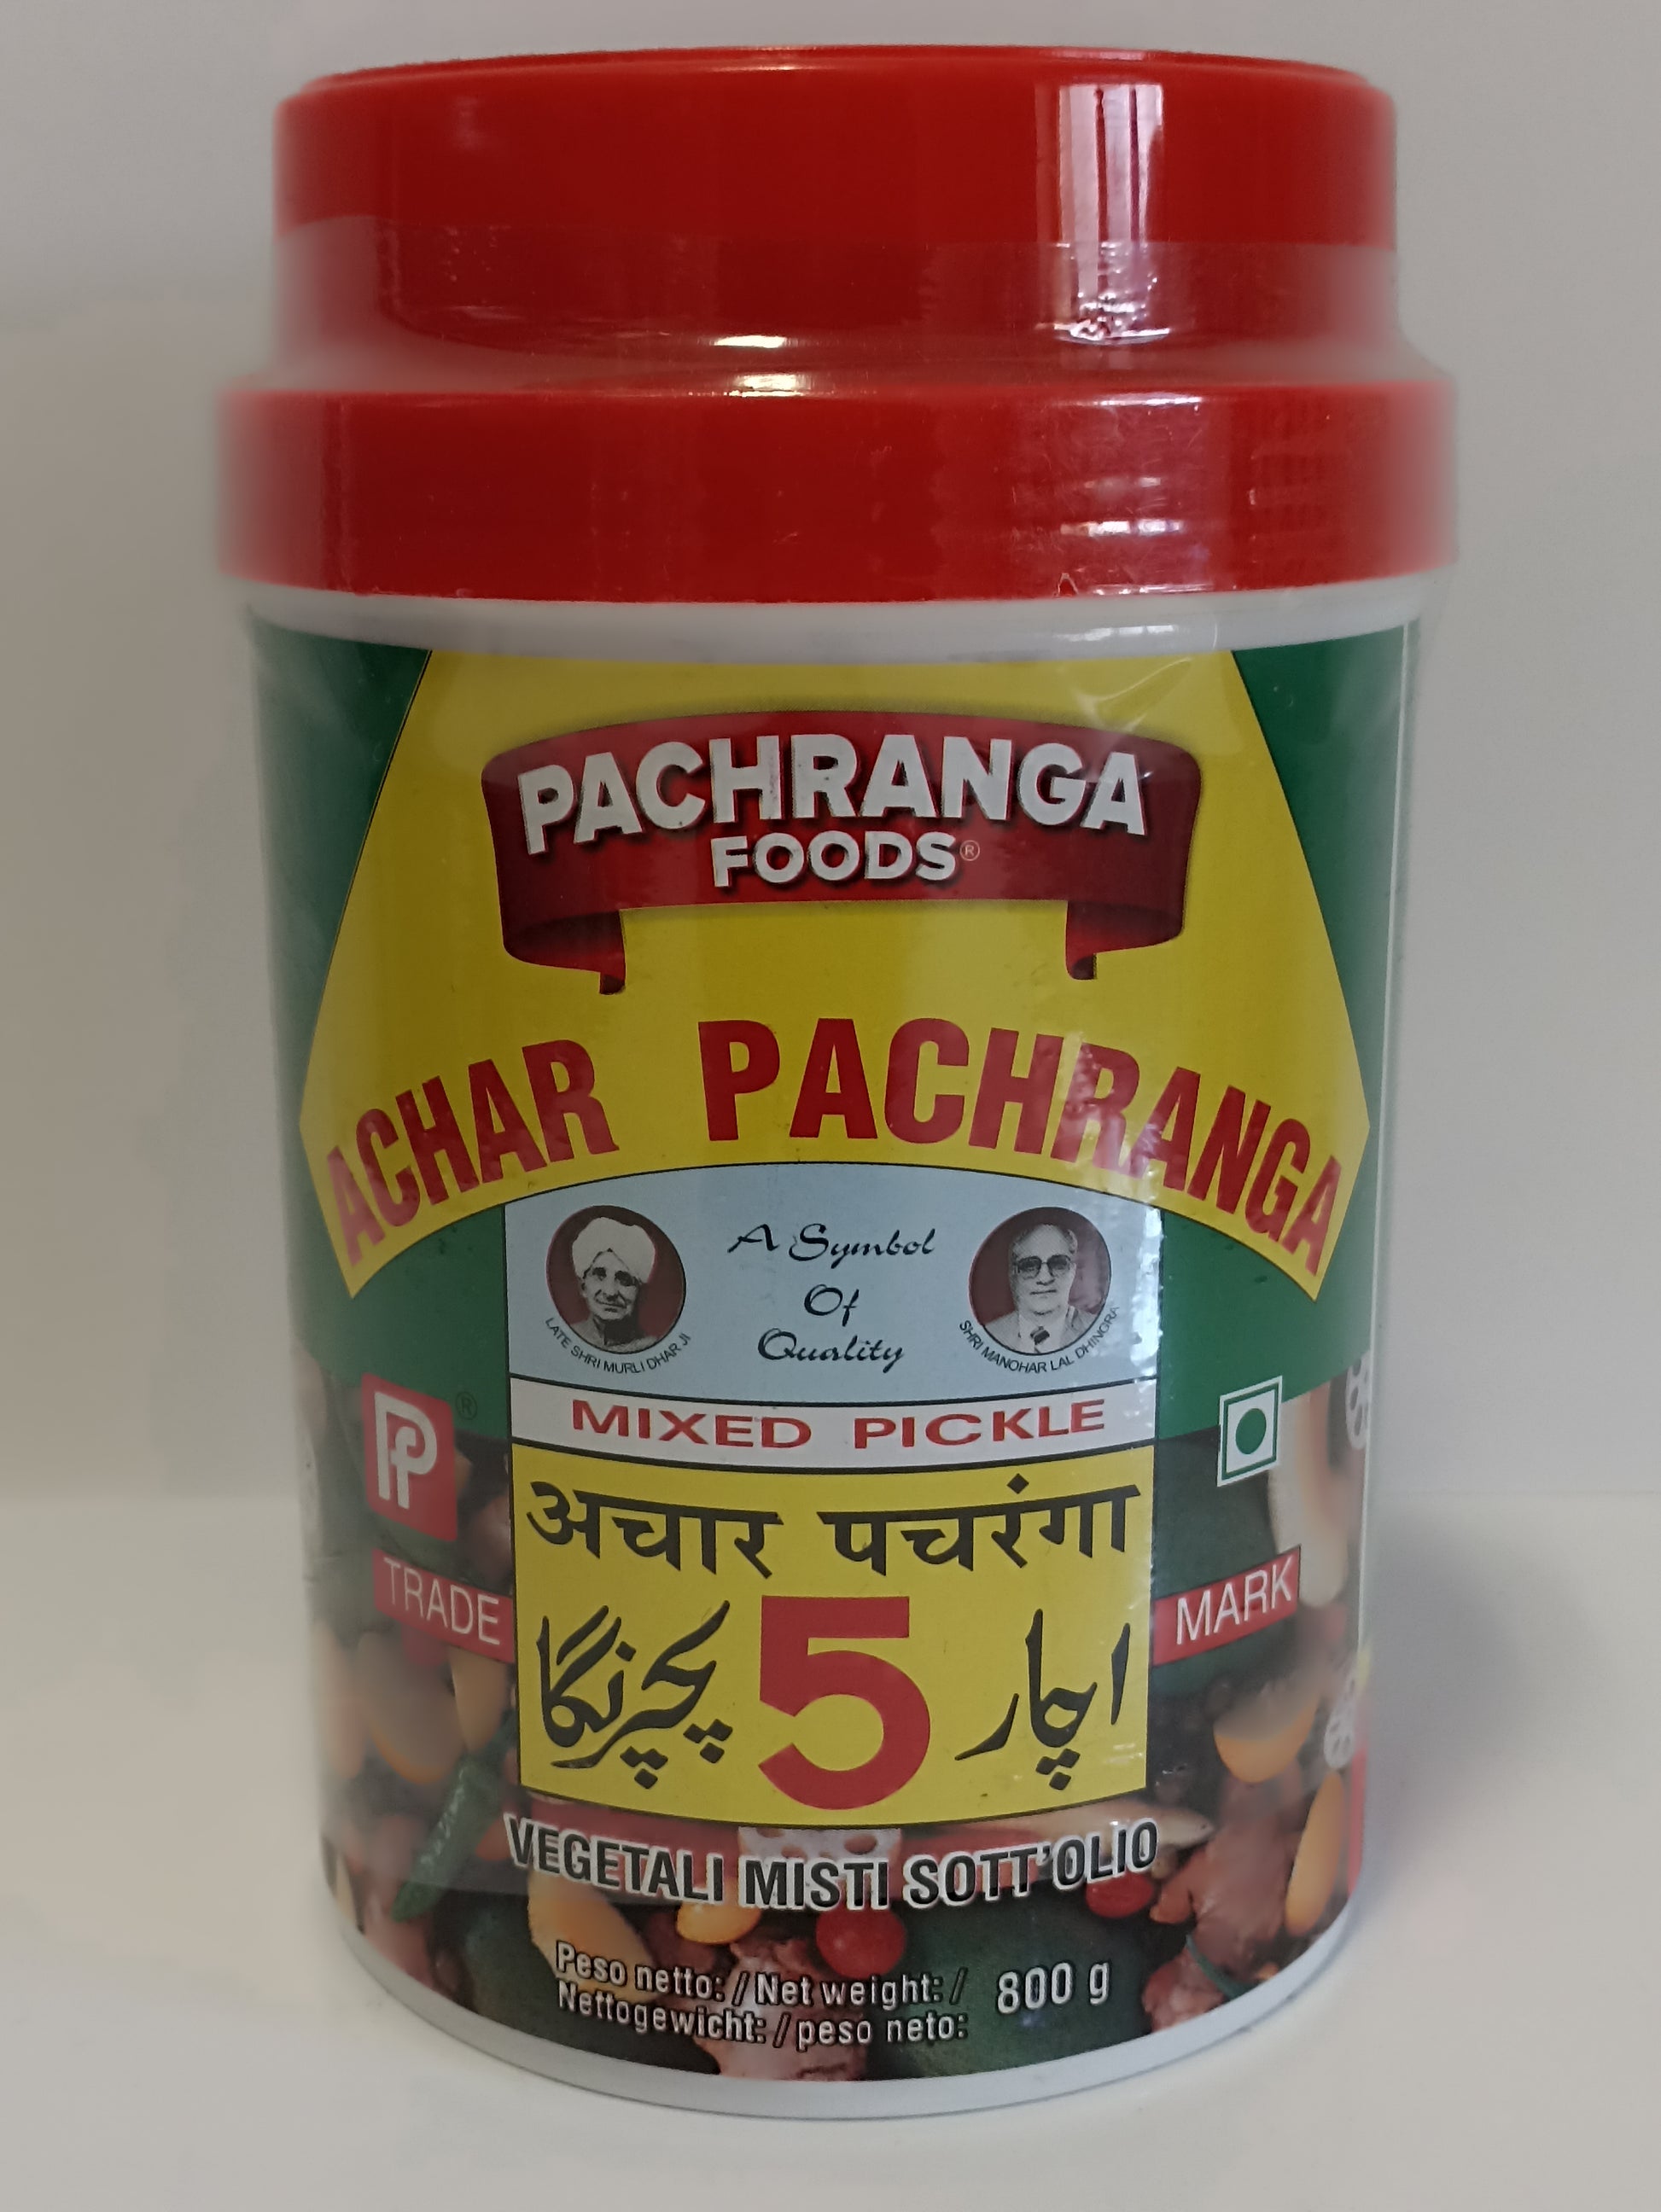 PACHRANGA
FOODS®
ACHAR PACHRANGA
A Symbol
Of
Quality
LATE SHRI MURLI DHAR JI
SHRI MANOHAR LAL DHINGRA
MIXED PICKLE
PP ®
अचार पचरंगा
TRADE
MARK
اچار 5 پچرنگا
VEGETALI MISTI SOTT'OLIO
Peso netto: / Net weight: /
Nettogewicht: / peso neto:
800 g